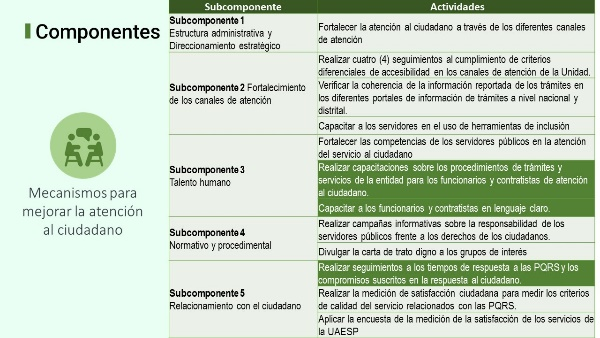 Componentes
Mecanismos para
mejorar la atención
al ciudadano
Subcomponente
Actividades
Subcomponente 1
Estructura administrativa y
Direccionamiento estratégico
Fortalecer la atención al ciudadano a través de los diferentes canales
de atención
Subcomponente 2 Fortalecimiento
de los canales de atención
Realizar cuatro (4) seguimientos al cumplimiento de criterios
diferenciales de accesibilidad en los canales de atención de la Unidad.
Verificar la coherencia de la información reportada de los trámites en
los diferentes portales de información de trámites a nivel nacional y
distrital.
Capacitar a los servidores en el uso de herramientas de inclusión
Subcomponente 3
Talento humano
Fortalecer las competencias de los servidores públicos en la atención
del servicio al ciudadano
Realizar capacitaciones sobre los procedimientos de trámites y
servicios de la entidad para los funcionarios y contratistas de atención
al ciudadano.
Capacitar a los funcionarios y contratistas en lenguaje claro.
Subcomponente 4
Normativo y procedimental
Realizar campañas informativas sobre la responsabilidad de los
servidores públicos frente a los derechos de los ciudadanos.
Divulgar la carta de trato digno a los grupos de interés
Subcomponente 5
Relacionamiento con el ciudadano
Realizar seguimientos a los tiempos de respuesta a las PQRS y los
compromisos suscritos en la respuesta al ciudadano.
Realizar la medición de satisfacción ciudadana para medir los criterios
de calidad del servicio relacionados con las PQRS.
Aplicar la encuesta de la medición de la satisfacción de los servicios de
la UAESP